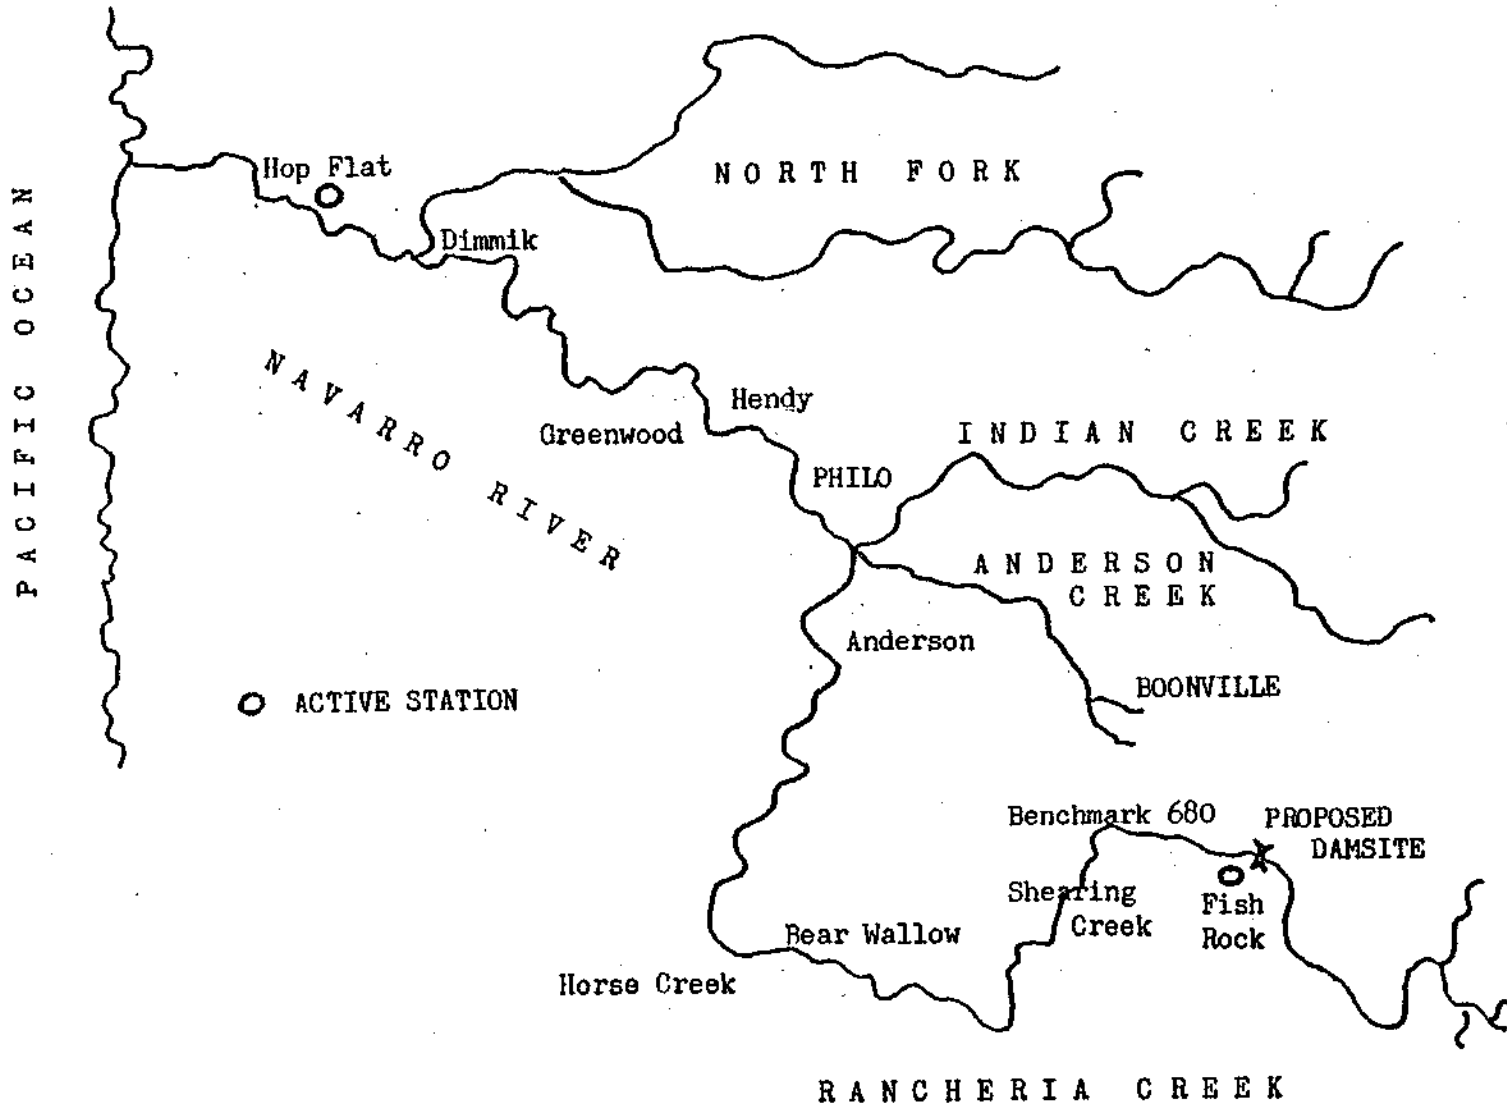 Hop Flat
NORTH FORK
PACIFIC OCEAN
Dimmik
NAVARRO RIVER
Hendy
Greenwood
INDIAN CREEK
PHILO
ANDERSON
CREEK
Anderson
BOONVILLE
ACTIVE STATION
Benchmark 680
PROPOSED
DAMSITE
Shearing
Creek
Fish
Rock
Bear Wallow
Horse Creek
RANCHERIA CREEK